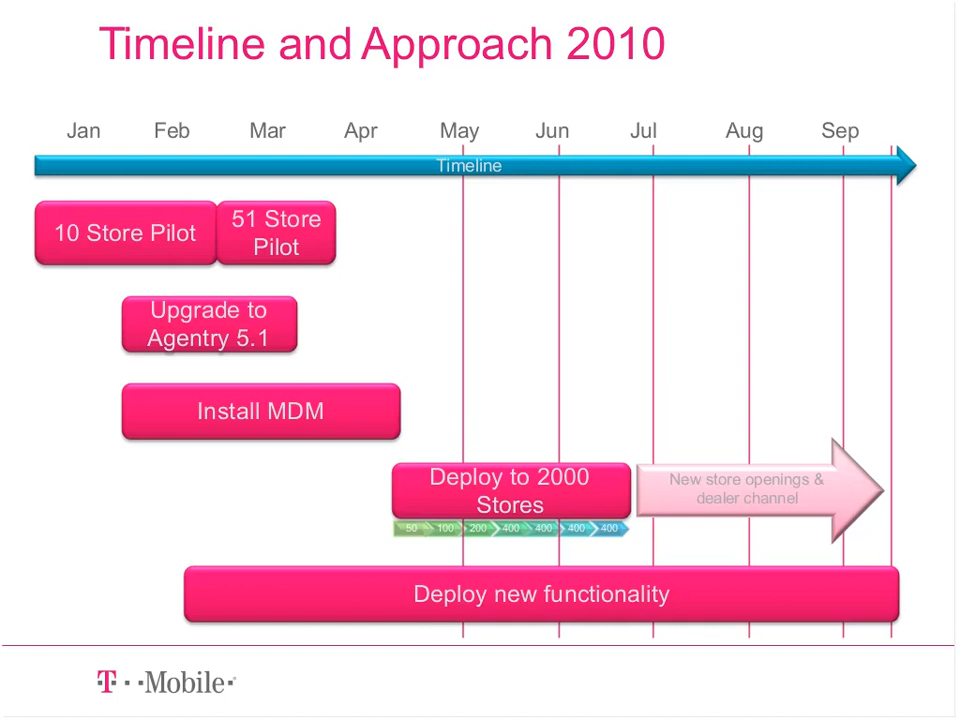 Timeline and Approach 2010
Jan Feb Mar Apr May Jun Jul Aug Sep
Timeline
10 Store Pilot
51 Store
Pilot
Upgrade to
Agentry 5.1
Install MDM
Deploy to 2000
Stores
New store openings &
dealer channel
50 100 200 400 400 400 400
Deploy new functionality
T··Mobile·